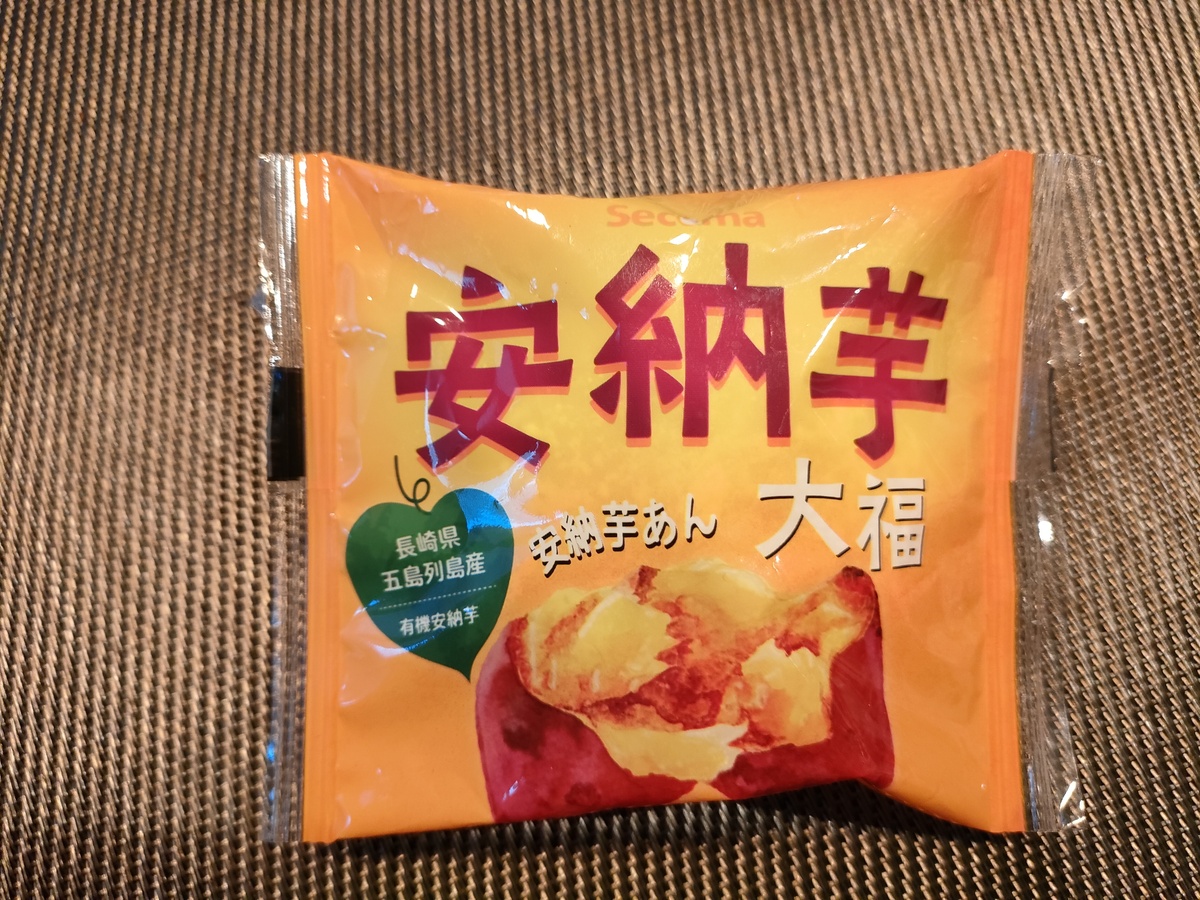 Secoma
安納芋
大福
安納芋あん
長崎県
五島列島産
有機安納芋